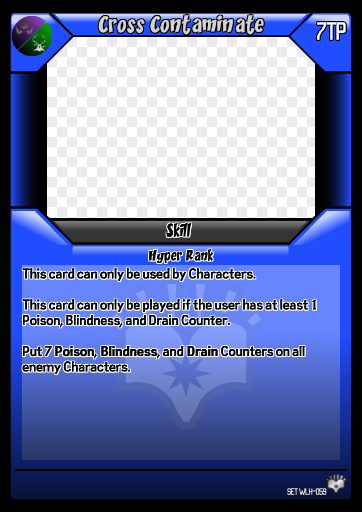 Cross Contaminate
7TP
Skill
Hyper Rank
This card can only be used by Characters.
This card can only be played if the user has at least 1
Poison, Blindness, and Drain Counter.
Put 7 Poison, Blindness, and Drain Counters on all
enemy Characters.
SET WLH-059